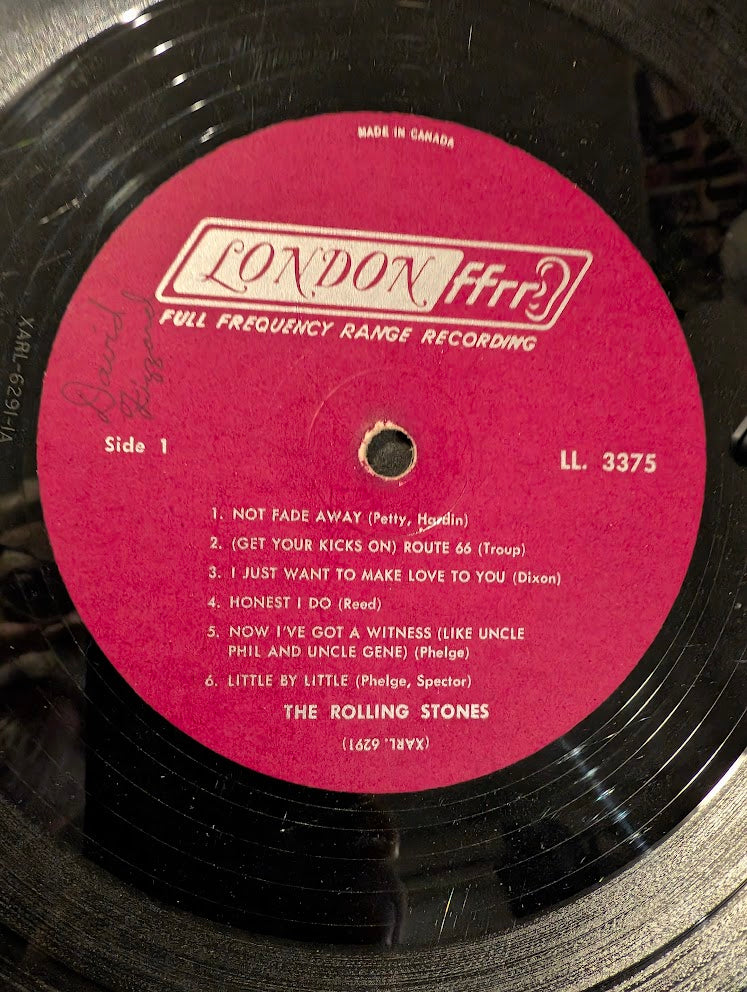 MADE IN CANADA
LONDON ffrr
FULL FREQUENCY RANGE RECORDING
David
XARL-6291-1A
Side 1
LL. 3375
1. NOT FADE AWAY (Petty, Hardin)
2. (GET YOUR KICKS ON) ROUTE 66 (Troup)
3. I JUST WANT TO MAKE LOVE TO YOU (Dixon)
4. HONEST I DO (Reed)
5. NOW I'VE GOT A WITNESS (LIKE UNCLE
PHIL AND UNCLE GENE) (Phelge)
6. LITTLE BY LITTLE (Phelge, Spector)
THE ROLLING STONES
(XARL. 6291)